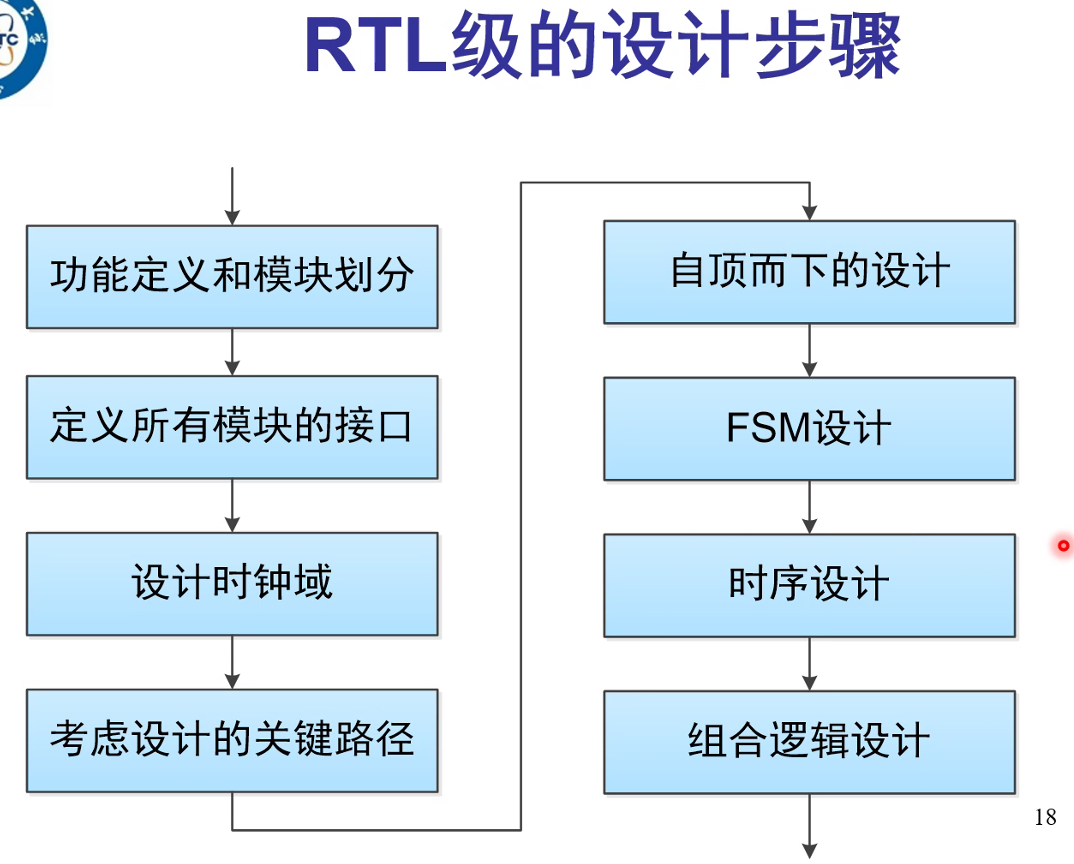 RTL级的设计步骤
功能定义和模块划分
定义所有模块的接口
设计时钟域
考虑设计的关键路径
自顶而下的设计
FSM设计
时序设计
组合逻辑设计
18